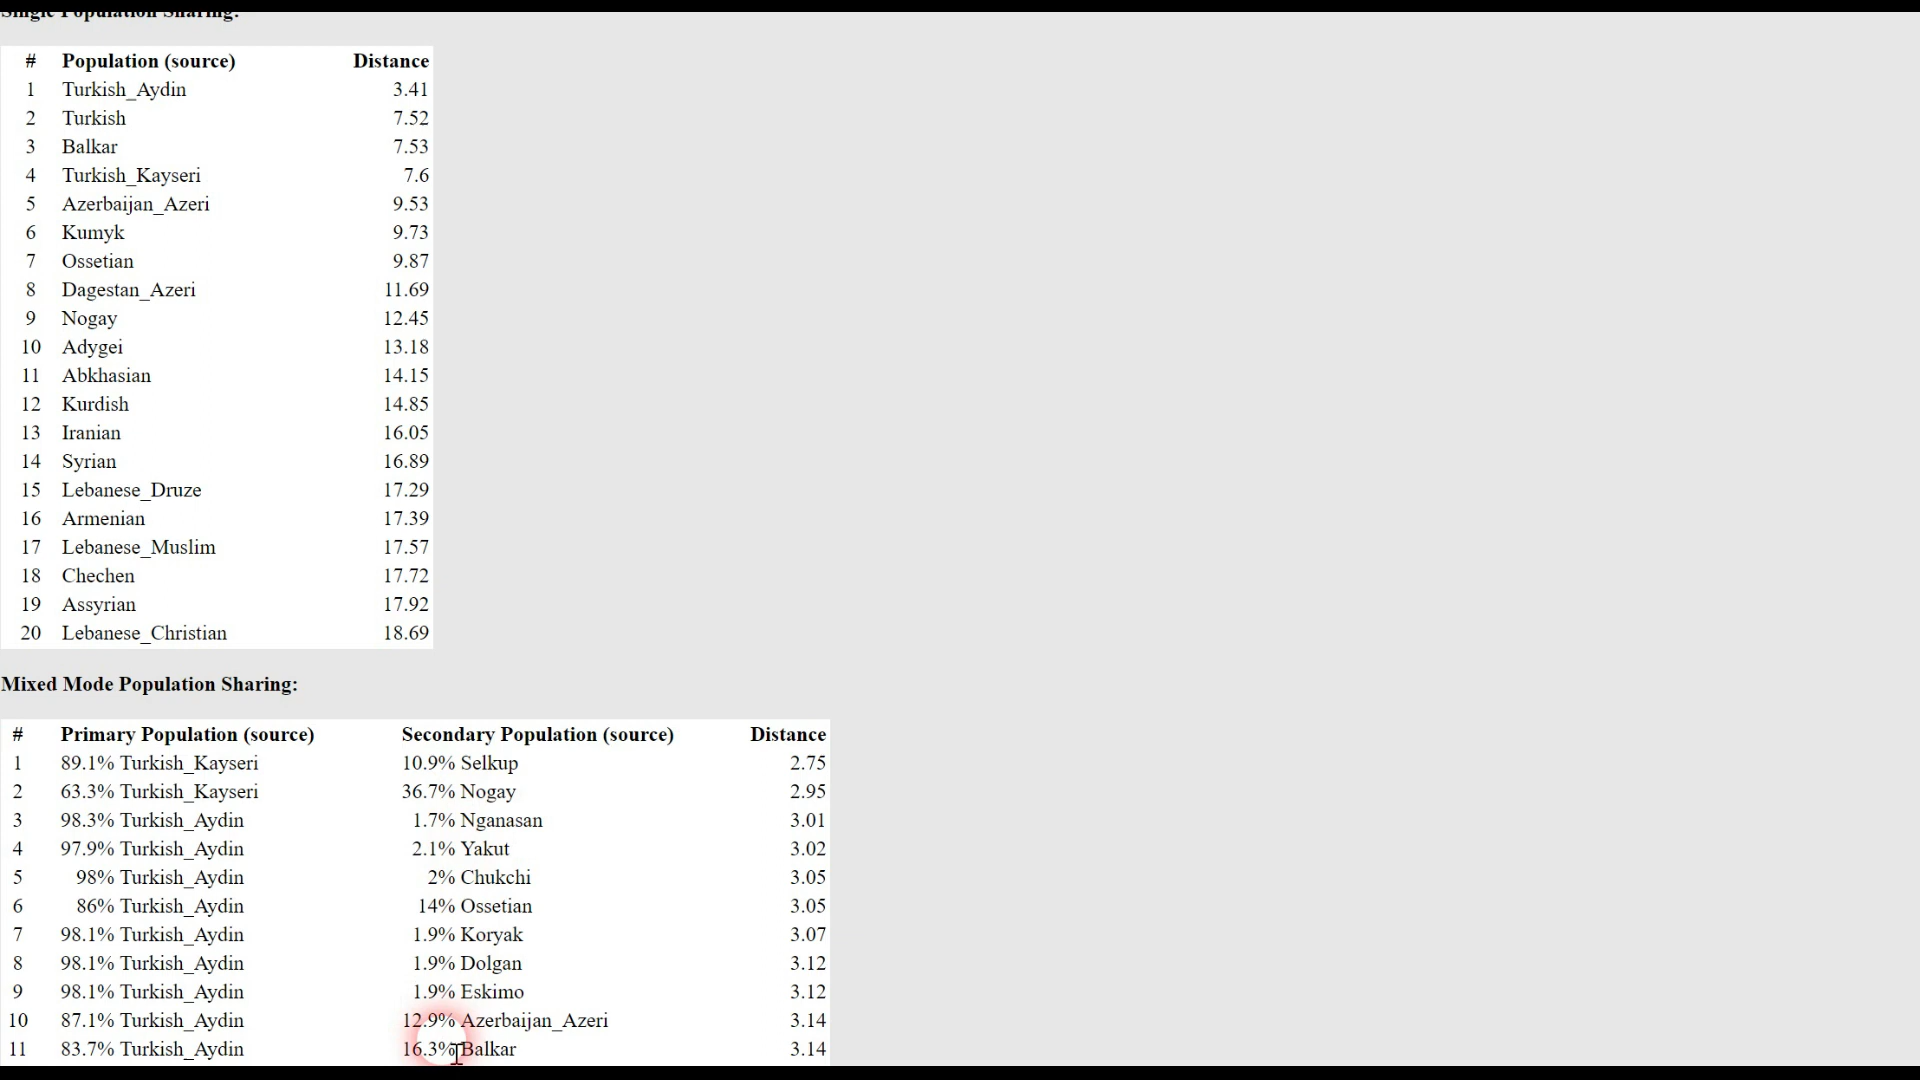 Single Population Sharing:
# Population (source) Distance
1 Turkish_Aydin 3.41
2 Turkish 7.52
3 Balkar 7.53
4 Turkish_Kayseri 7.6
5 Azerbaijan_Azeri 9.53
6 Kumyk 9.73
7 Ossetian 9.87
8 Dagestan_Azeri 11.69
9 Nogay 12.45
10 Adygei 13.18
11 Abkhasian 14.15
12 Kurdish 14.85
13 Iranian 16.05
14 Syrian 16.89
15 Lebanese_Druze 17.29
16 Armenian 17.39
17 Lebanese_Muslim 17.57
18 Chechen 17.72
19 Assyrian 17.92
20 Lebanese_Christian 18.69
Mixed Mode Population Sharing:
# Primary Population (source) Secondary Population (source) Distance
1 89.1% Turkish_Kayseri 10.9% Selkup 2.75
2 63.3% Turkish_Kayseri 36.7% Nogay 2.95
3 98.3% Turkish_Aydin 1.7% Nganasan 3.01
4 97.9% Turkish_Aydin 2.1% Yakut 3.02
5 98% Turkish_Aydin 2% Chukchi 3.05
6 86% Turkish_Aydin 14% Ossetian 3.05
7 98.1% Turkish_Aydin 1.9% Koryak 3.07
8 98.1% Turkish_Aydin 1.9% Dolgan 3.12
9 98.1% Turkish_Aydin 1.9% Eskimo 3.12
10 87.1% Turkish_Aydin 12.9% Azerbaijan_Azeri 3.14
11 83.7% Turkish_Aydin 16.3% Balkar 3.14